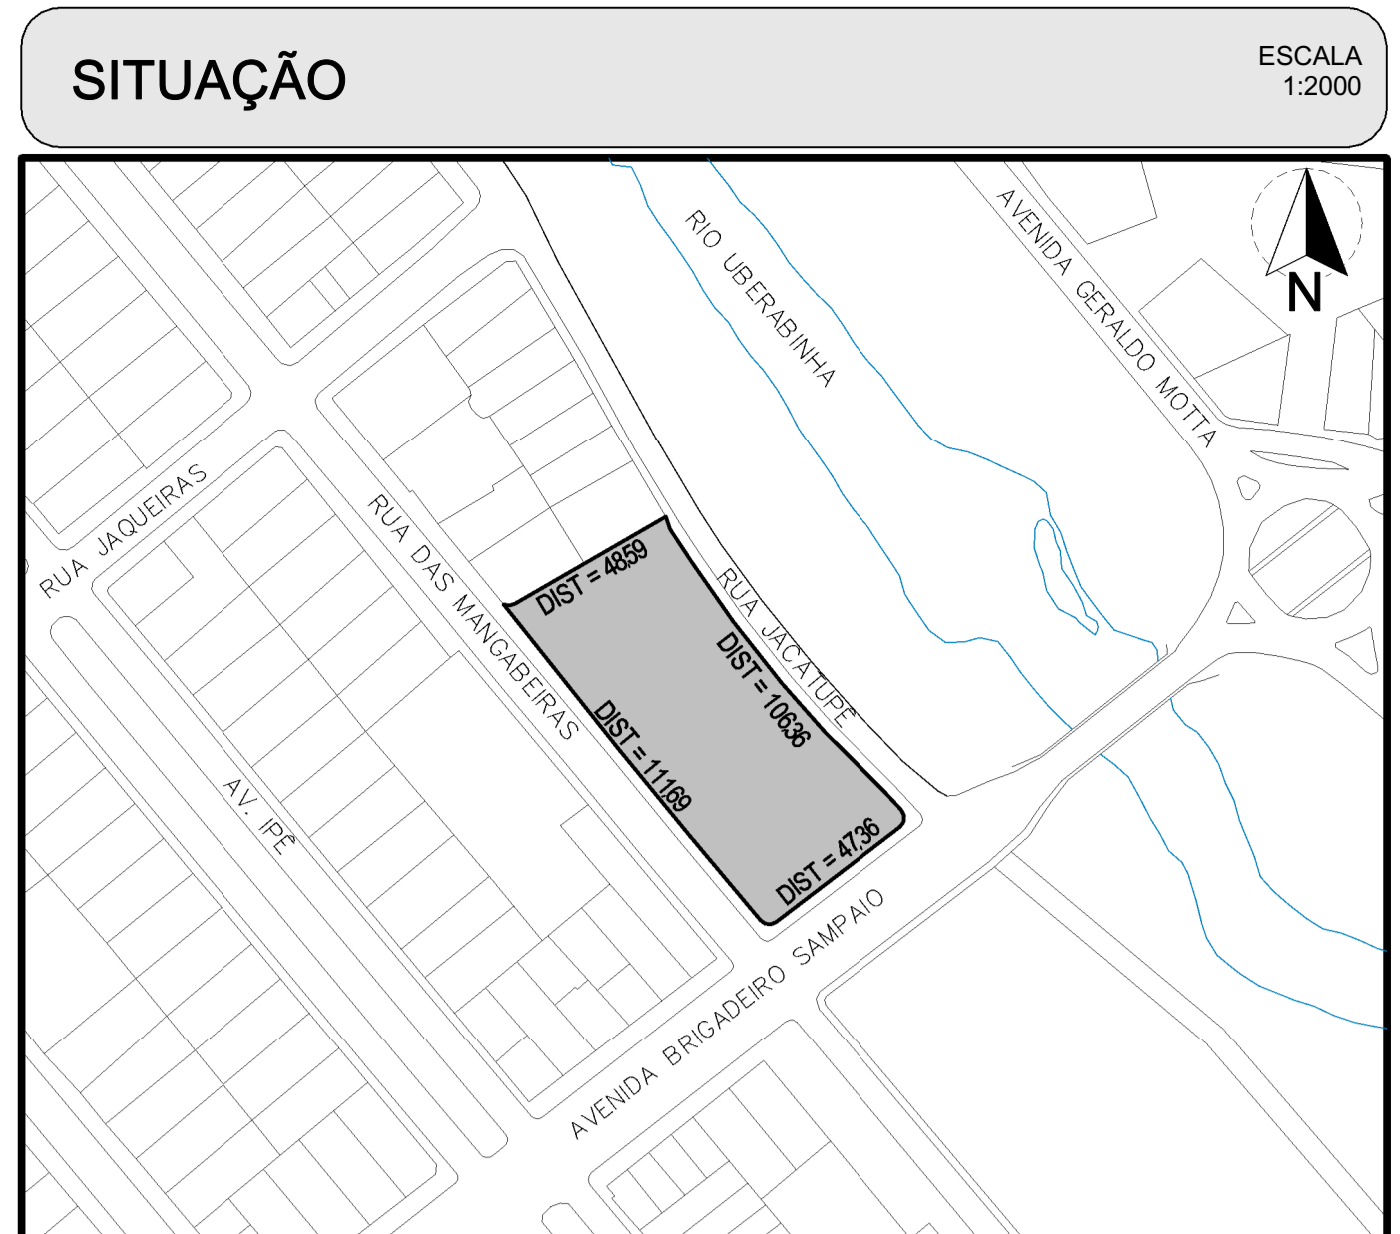 SITUAÇÃO
ESCALA
1:2000
RIO UBERABINHA
AVENIDA GERALDO MOTTA
N
RUA JAQUEIRAS
RUA DAS MANGABEIRAS
DIST = 48,59
RUA JACATUPÊ
DIST = 106,36
DIST = 111,69
AV. IPÊ
DIST = 47,36
AVENIDA BRIGADEIRO SAMPAIO